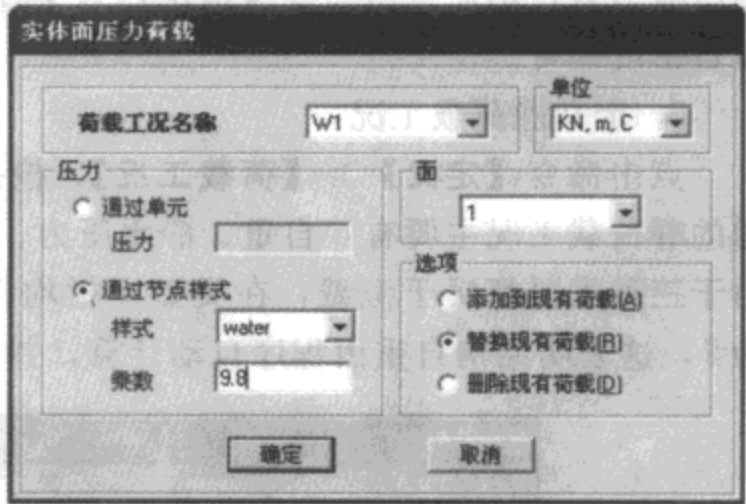 实体面压力荷载
荷载工况名称 W1
单位
KN, m, C
压力
通过单元
压力
通过节点样式
样式 water
乘数 9.8
面
1
选项
添加到现有荷载(A)
替换现有荷载(R)
删除现有荷载(D)
确定 取消